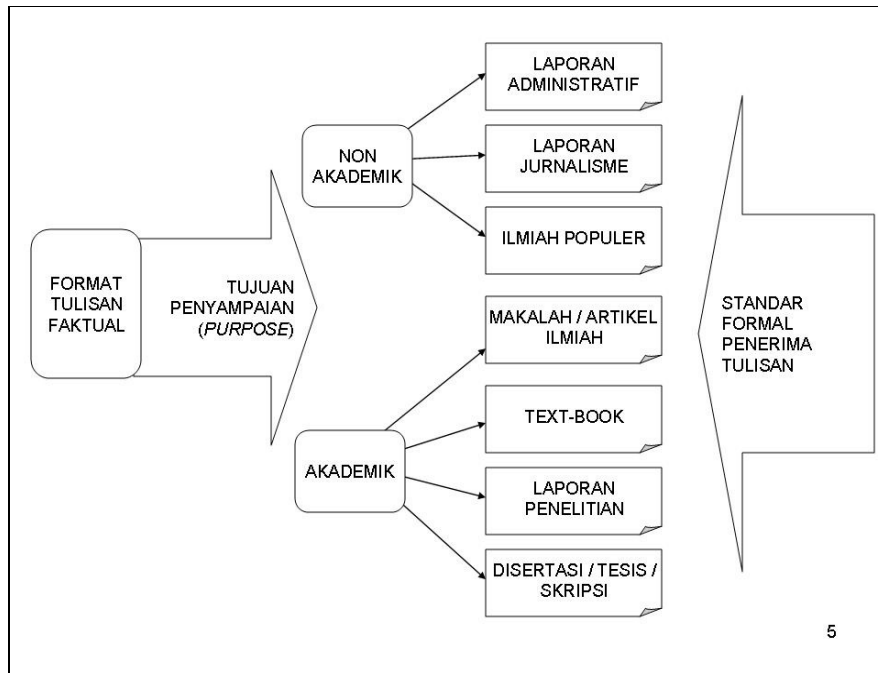 FORMAT
TULISAN
FAKTUAL
TUJUAN
PENYAMPAIAN
(PURPOSE)
NON
AKADEMIK
LAPORAN
ADMINISTRATIF
LAPORAN
JURNALISME
ILMIAH POPULER
AKADEMIK
MAKALAH / ARTIKEL
ILMIAH
TEXT-BOOK
LAPORAN
PENELITIAN
DISERTASI / TESIS /
SKRIPSI
STANDAR
FORMAL
PENERIMA
TULISAN
5